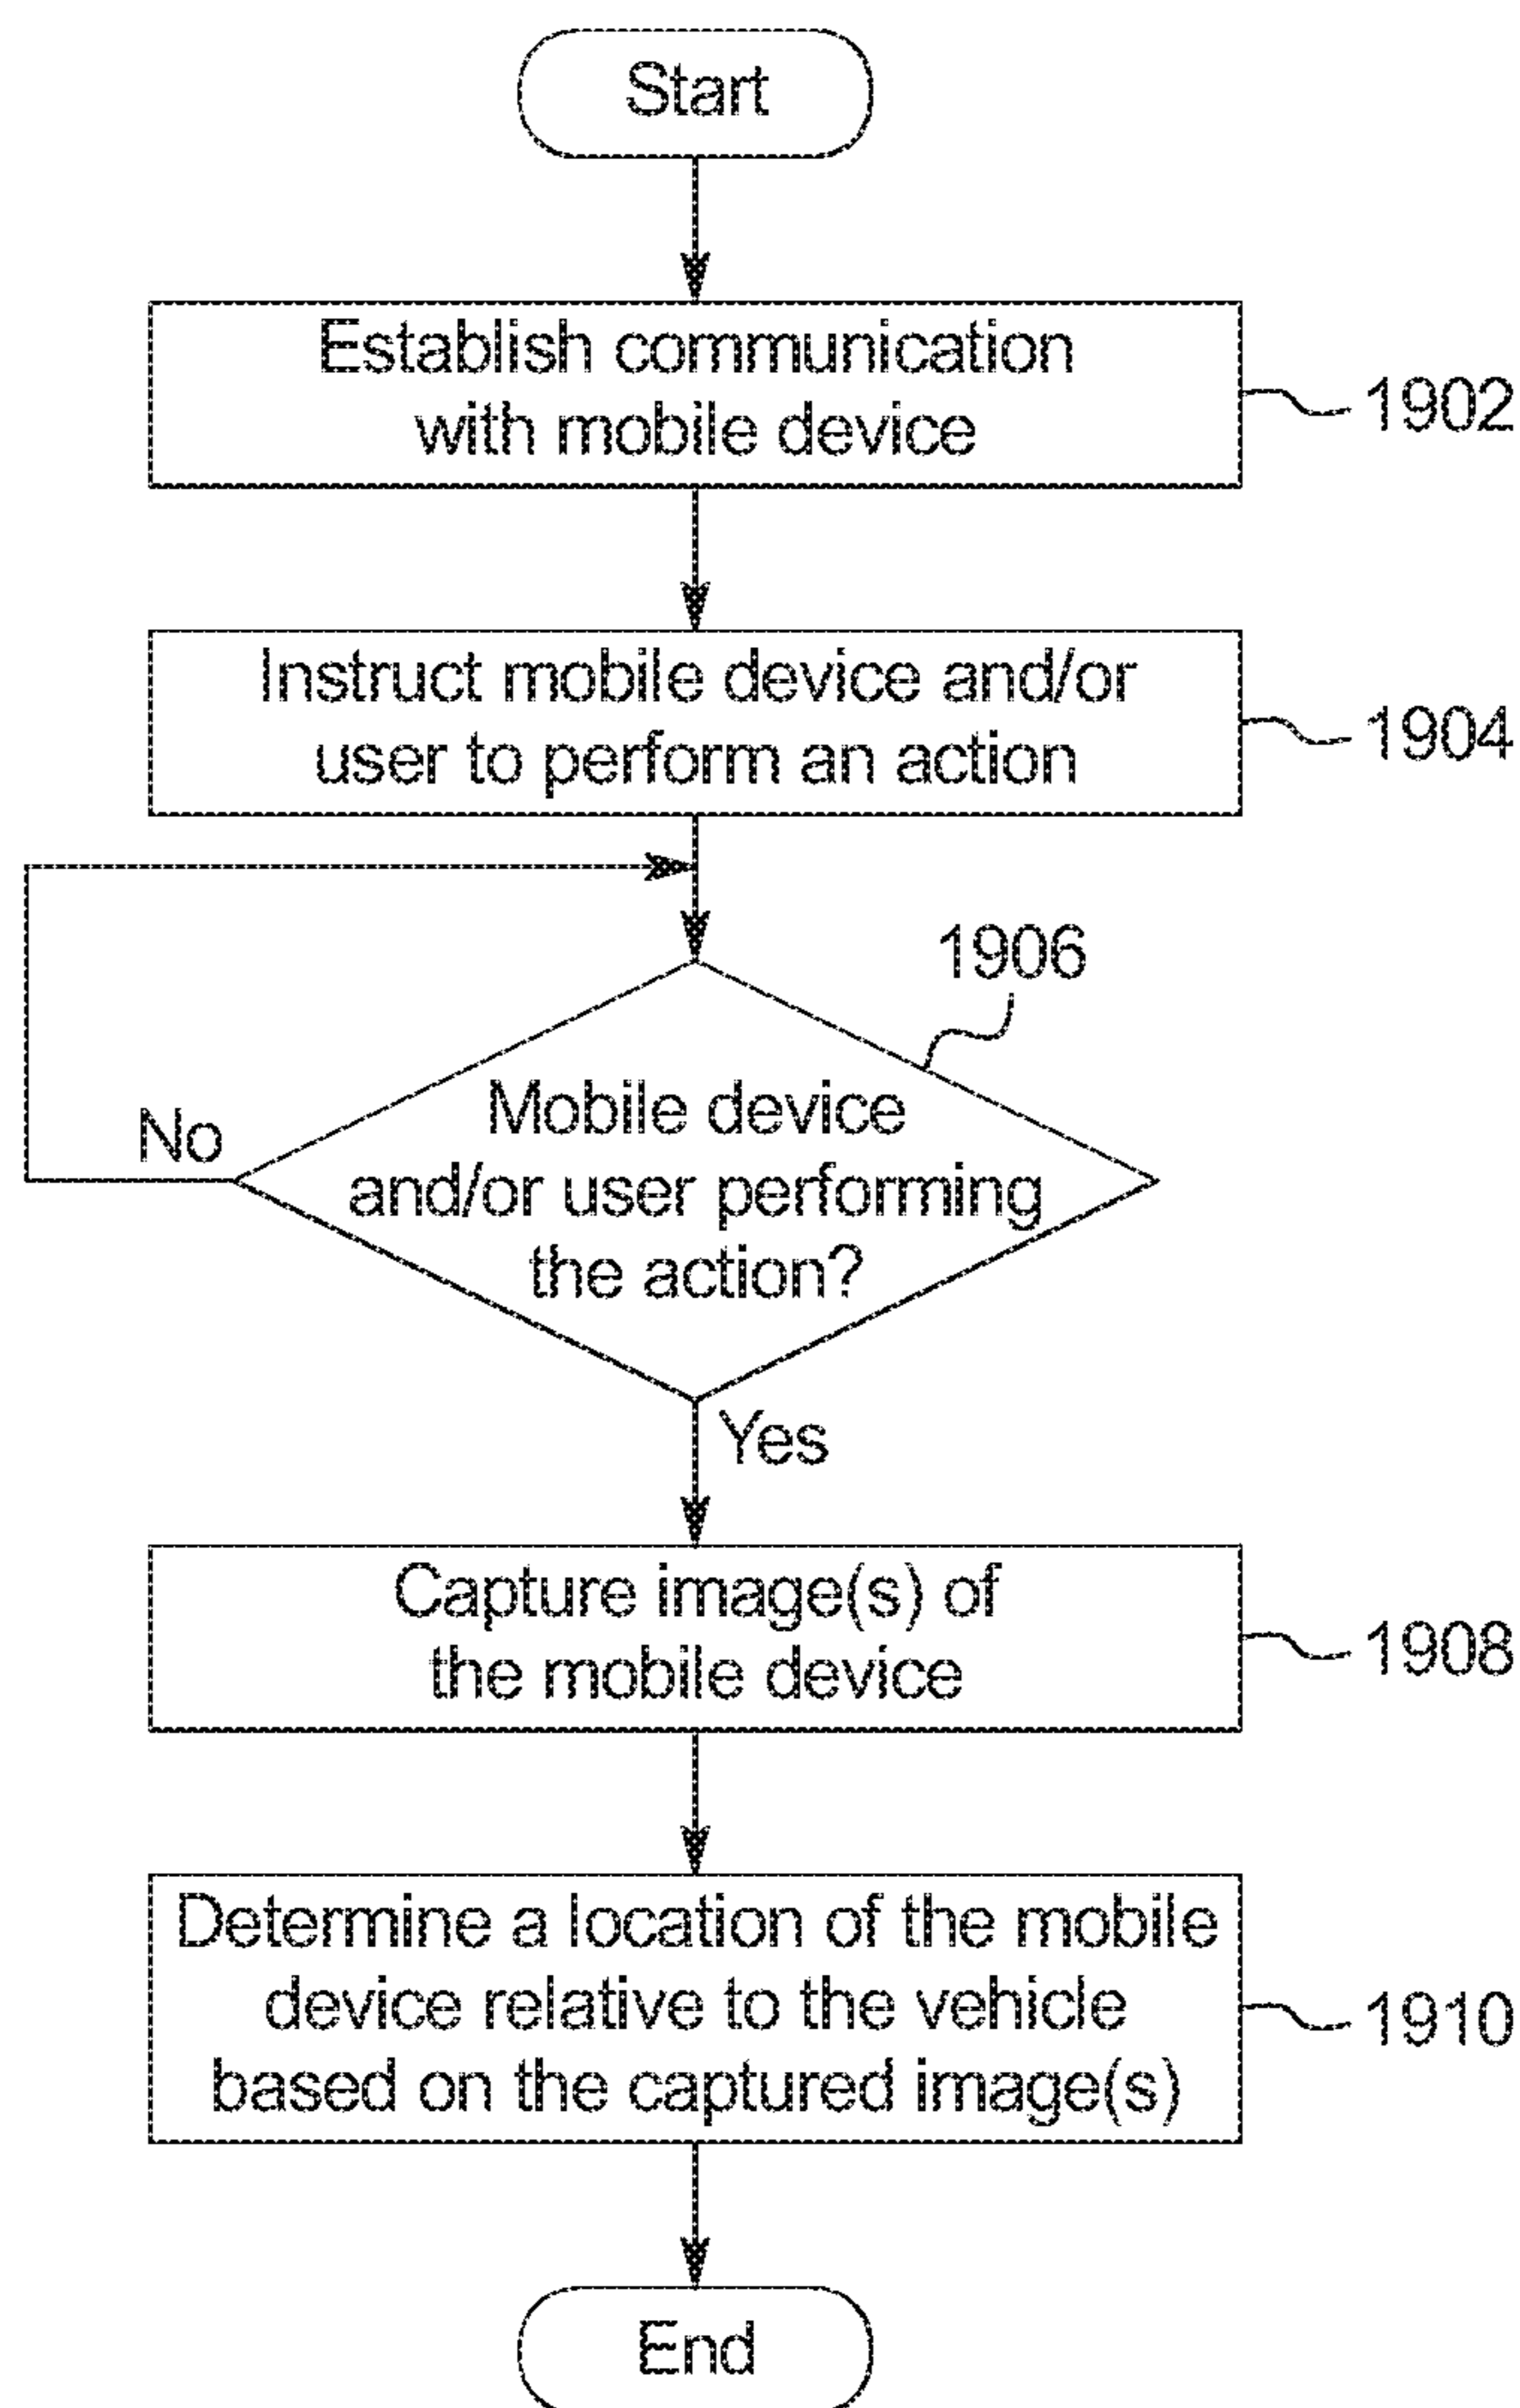 Start
Establish communication
with mobile device
1902
Instruct mobile device and/or
user to perform an action
1904
1906
Mobile device
and/or user performing
the action?
No
Yes
Capture image(s) of
the mobile device
1908
Determine a location of the mobile
device relative to the vehicle
based on the captured image(s)
1910
End